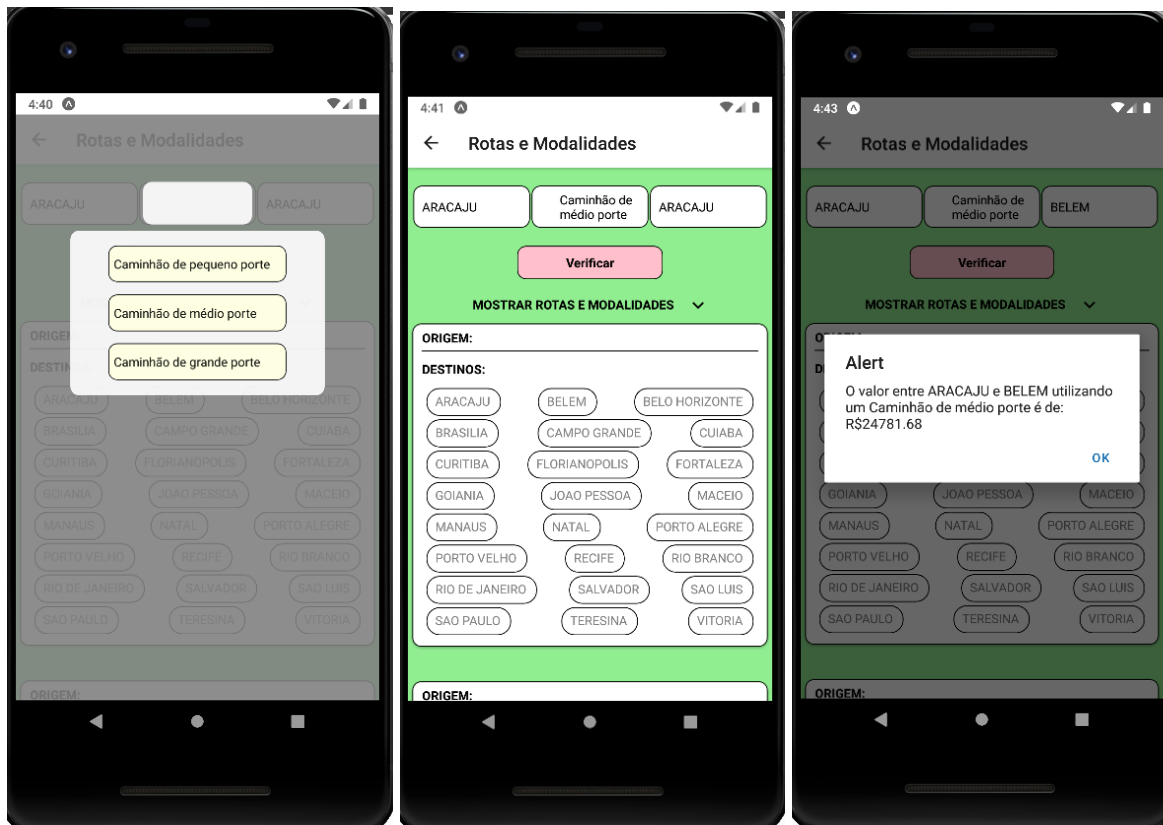 4:40
Rotas e Modalidades
ARACAJU
ARACAJU
Caminhão de pequeno porte
Caminhão de médio porte
Caminhão de grande porte
ORIGEM:
DESTIN
ARACAJU BELEM BELO HORIZONTE
BRASILIA CAMPO GRANDE CUIABA
CURITIBA FLORIANOPOLIS FORTALEZA
GOIANIA JOAO PESSOA MACEIO
MANAUS NATAL PORTO ALEGRE
PORTO VELHO RECIFE RIO BRANCO
RIO DE JANEIRO SALVADOR SAO LUIS
SAO PAULO TERESINA VITORIA
ORIGEM:
4:41
Rotas e Modalidades
ARACAJU
Caminhão de
médio porte
ARACAJU
Verificar
MOSTRAR ROTAS E MODALIDADES
ORIGEM:
DESTINOS:
ARACAJU BELEM BELO HORIZONTE
BRASILIA CAMPO GRANDE CUIABA
CURITIBA FLORIANOPOLIS FORTALEZA
GOIANIA JOAO PESSOA MACEIO
MANAUS NATAL PORTO ALEGRE
PORTO VELHO RECIFE RIO BRANCO
RIO DE JANEIRO SALVADOR SAO LUIS
SAO PAULO TERESINA VITORIA
ORIGEM:
4:43
Rotas e Modalidades
ARACAJU
Caminhão de
médio porte
BELEM
Verificar
MOSTRAR ROTAS E MODALIDADES
Alert
O valor entre ARACAJU e BELEM utilizando
um Caminhão de médio porte é de:
R$24781.68
OK
GOIANIA JOAO PESSOA MACEIO
MANAUS NATAL PORTO ALEGRE
PORTO VELHO RECIFE RIO BRANCO
RIO DE JANEIRO SALVADOR SAO LUIS
SAO PAULO TERESINA VITORIA
ORIGEM: